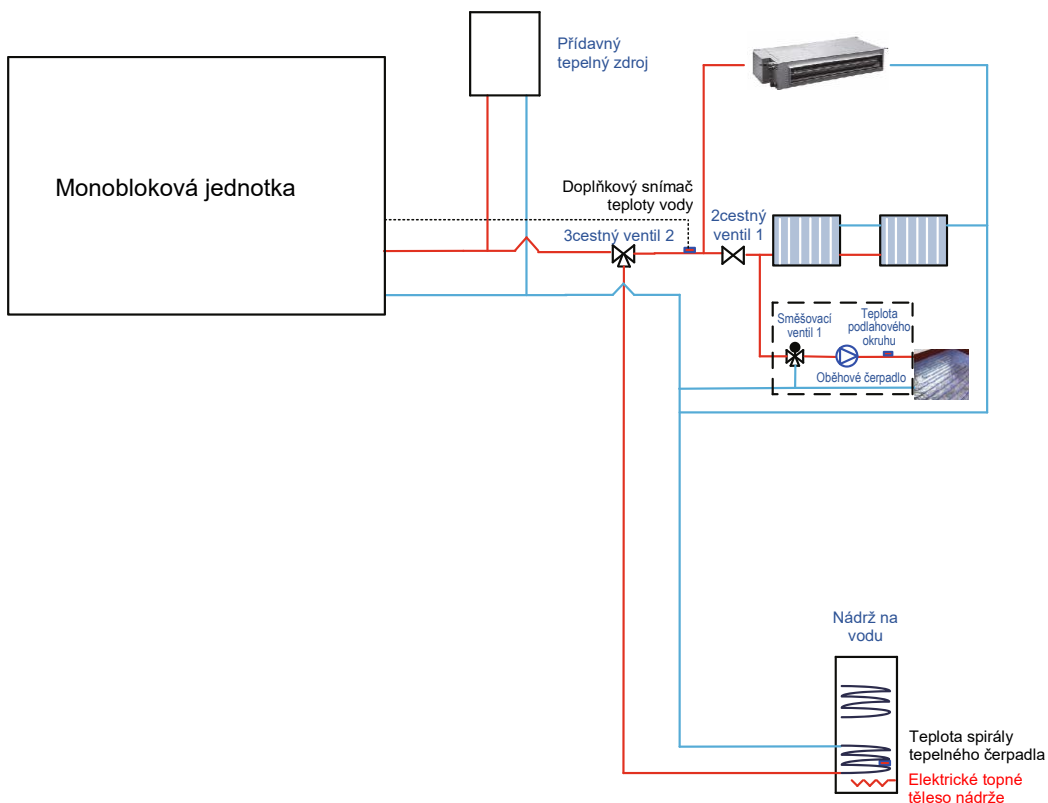 Přídavný
tepelný zdroj
Monobloková jednotka
Doplňkový snímač
teploty vody
2cestný
ventil 1
3cestný ventil 2
Směšovací
ventil 1
Teplota
podlahového
okruhu
Oběhové čerpadlo
Nádrž na
vodu
Teplota spirály
tepelného čerpadla
Elektrické topné
těleso nádrže